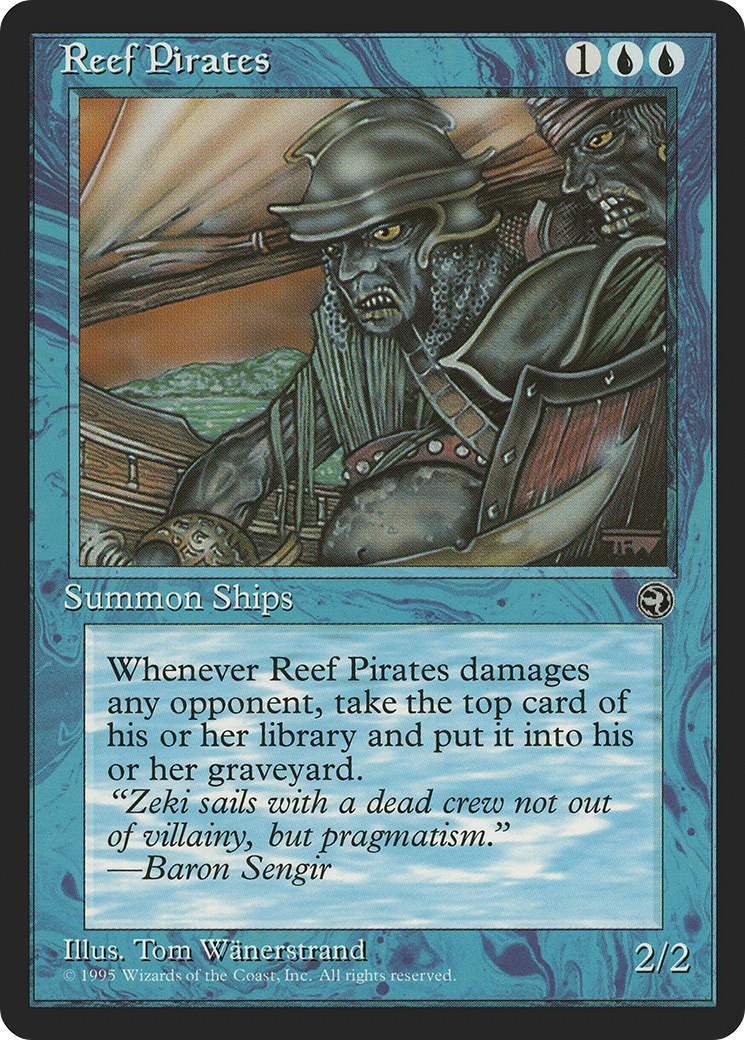 Reef Pirates
1
TFW
Summon Ships
Whenever Reef Pirates damages
any opponent, take the top card of
his or her library and put it into his
or her graveyard.
“Zeki sails with a dead crew not out
of villainy, but pragmatism.”
—Baron Sengir
Illus. Tom Wänerstrand
2/2
© 1995 Wizards of the Coast, Inc. All rights reserved.